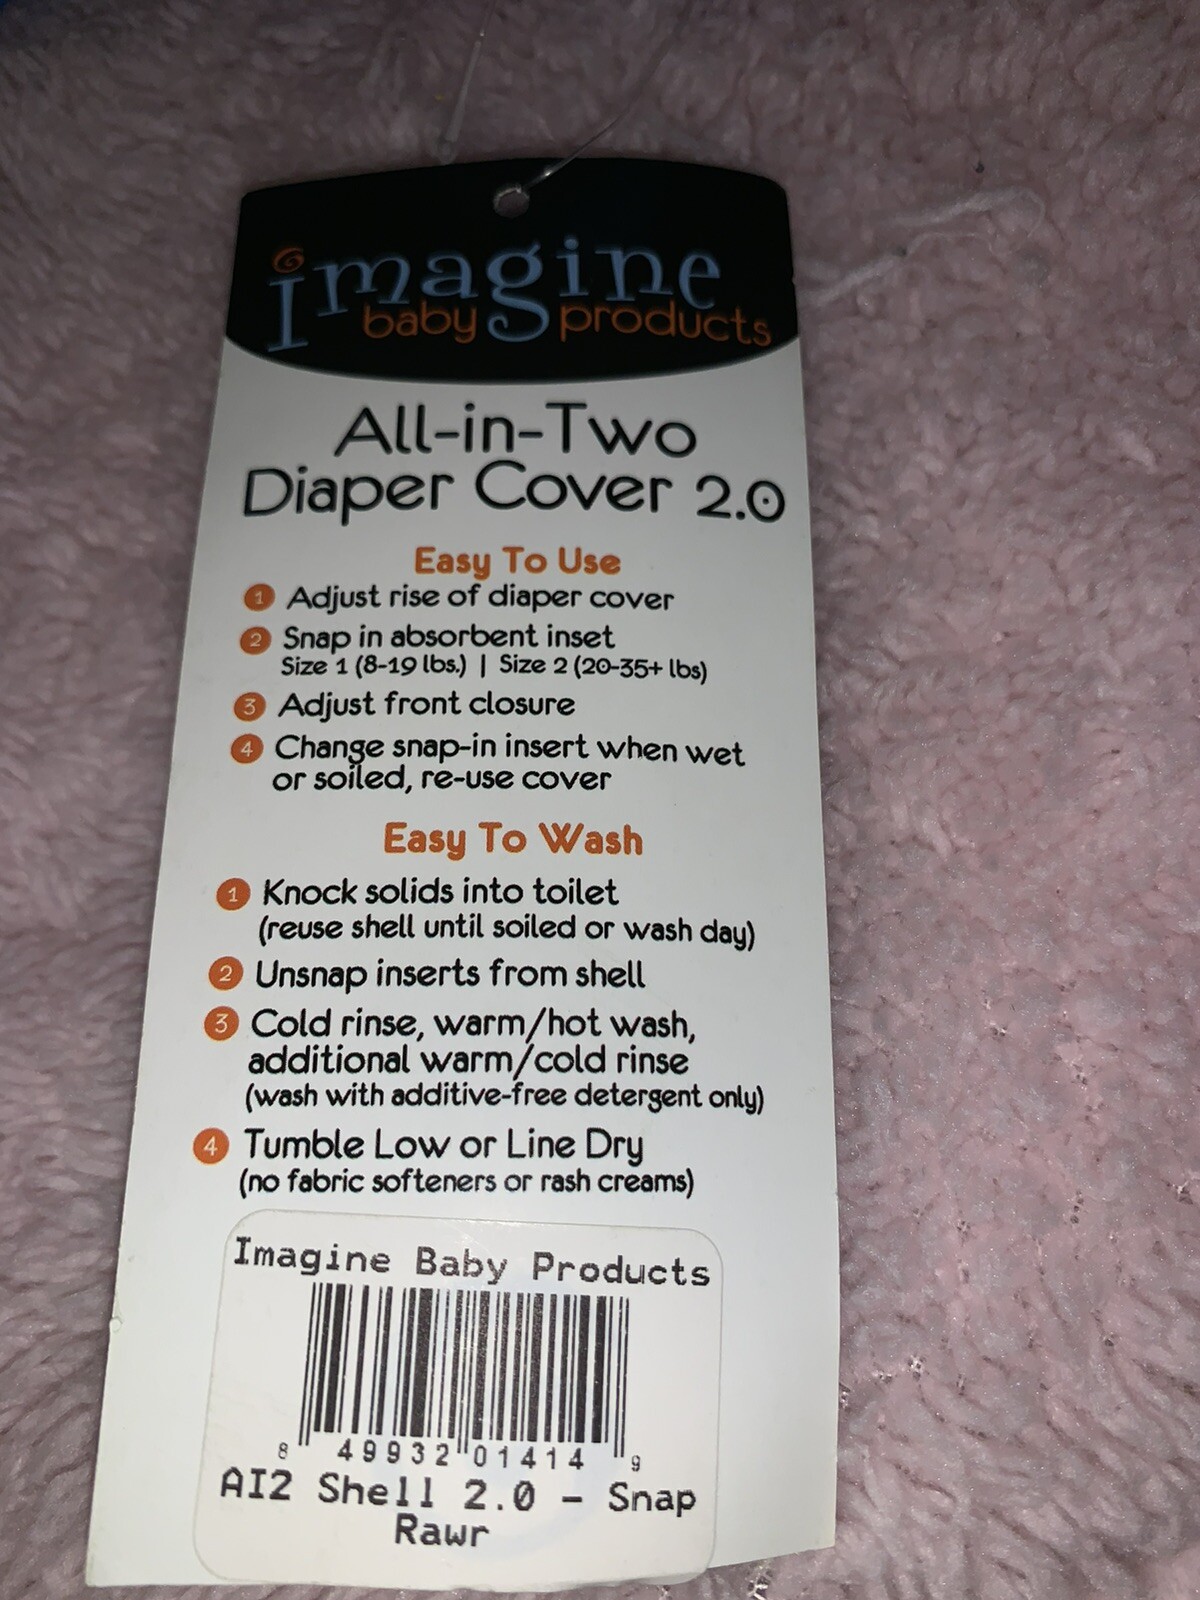 imagine
baby products
All-in-Two
Diaper Cover 2.0
Easy To Use
1 Adjust rise of diaper cover
2 Snap in absorbent inset
Size 1 (8-19 lbs.) | Size 2 (20-35+ lbs)
3 Adjust front closure
4 Change snap-in insert when wet
or soiled, re-use cover
Easy To Wash
1 Knock solids into toilet
(reuse shell until soiled or wash day)
2 Unsnap inserts from shell
3 Cold rinse, warm/hot wash,
additional warm/cold rinse
(wash with additive-free detergent only)
4 Tumble Low or Line Dry
(no fabric softeners or rash creams)
Imagine Baby Products
8 49932 01414 9
AI2 Shell 2.0 - Snap
Rawr